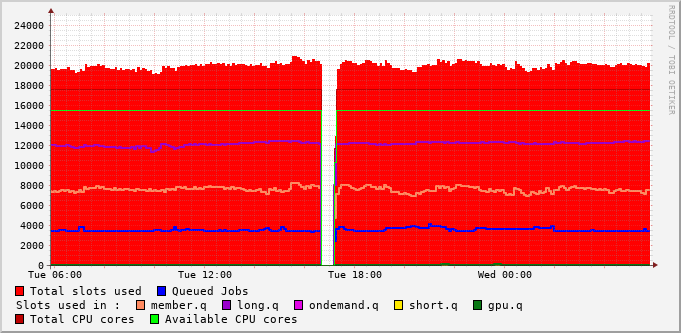 RRDTOOL / TOBI OETIKER
24000
22000
20000
18000
16000
14000
12000
10000
8000
6000
4000
2000
0
Tue 06:00 Tue 12:00 Tue 18:00 Wed 00:00
Total slots used Queued Jobs
Slots used in : member.q long.q ondemand.q short.q gpu.q
Total CPU cores Available CPU cores